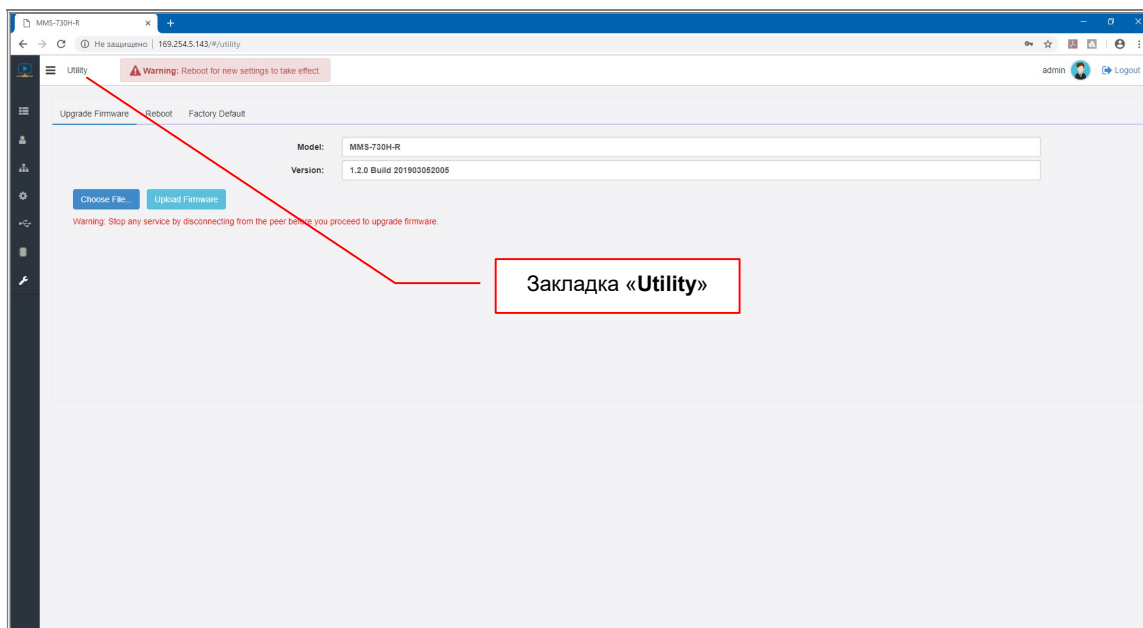 MMS-730H-R
Не защищено | 169.254.5.143/#/utility
Utility
Warning: Reboot for new settings to take effect.
admin
Logout
Upgrade Firmware Reboot Factory Default
Model: MMS-730H-R
Version: 1.2.0 Build 201903052005
Choose File... Upload Firmware
Warning: Stop any service by disconnecting from the peer before you proceed to upgrade firmware.
Закладка «Utility»